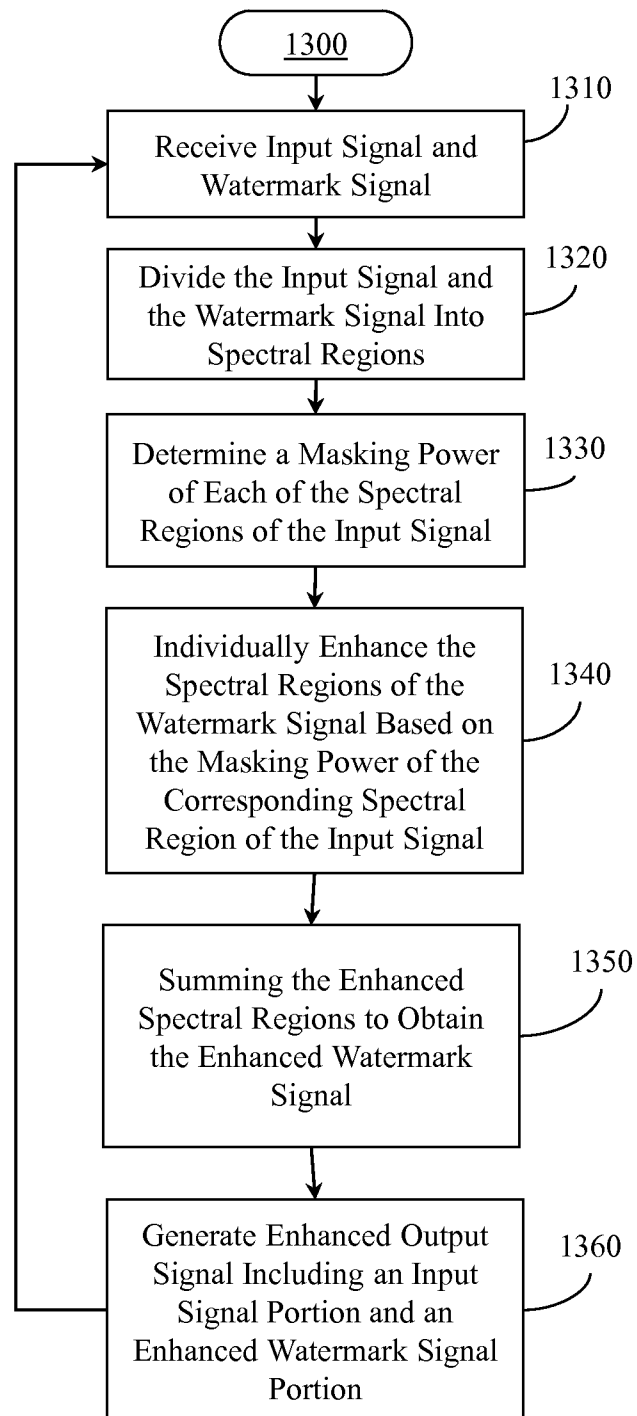 1300
1310
Receive Input Signal and
Watermark Signal
1320
Divide the Input Signal and
the Watermark Signal Into
Spectral Regions
1330
Determine a Masking Power
of Each of the Spectral
Regions of the Input Signal
1340
Individually Enhance the
Spectral Regions of the
Watermark Signal Based on
the Masking Power of the
Corresponding Spectral
Region of the Input Signal
1350
Summing the Enhanced
Spectral Regions to Obtain
the Enhanced Watermark
Signal
1360
Generate Enhanced Output
Signal Including an Input
Signal Portion and an
Enhanced Watermark Signal
Portion